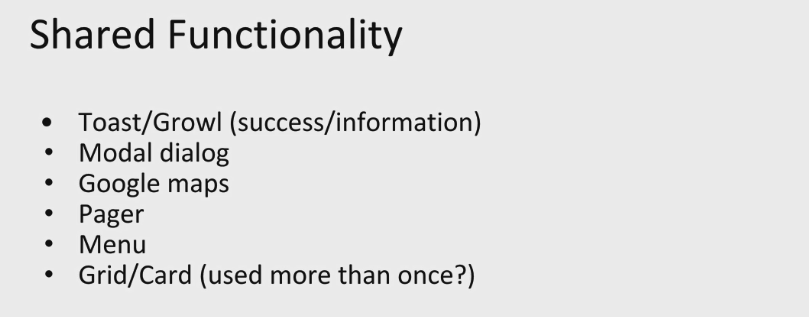 Shared Functionality
• Toast/Growl (success/information)
• Modal dialog
• Google maps
• Pager
• Menu
• Grid/Card (used more than once?)